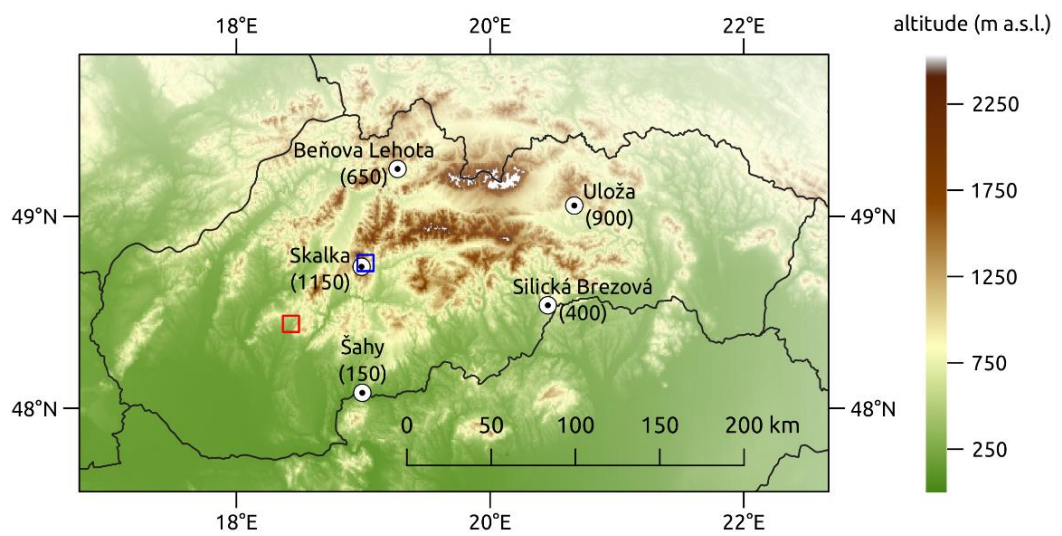 altitude (m a.s.l.)
18°E 20°E 22°E
2250
Beňova Lehota
(650)
1750
Uloža
(900)
49°N 49°N
Skalka
(1150)
1250
Silická Brezová
(400)
Šahy
(150)
750
48°N 48°N
0 50 100 150 200 km
250
18°E 20°E 22°E